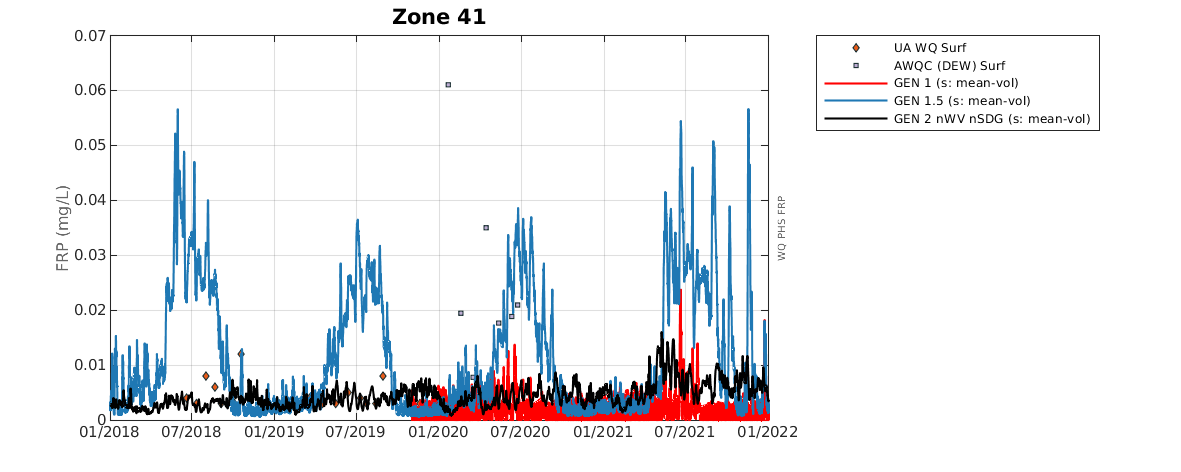 Zone 41
0.07
0.06
0.05
0.04
0.03
0.02
0.01
0
FRP (mg/L)
01/2018
07/2018
01/2019
07/2019
01/2020
07/2020
01/2021
07/2021
01/2022
WQ PHS FRP
UA WQ Surf
AWQC (DEW) Surf
GEN 1 (s: mean-vol)
GEN 1.5 (s: mean-vol)
GEN 2 nWV nSDG (s: mean-vol)